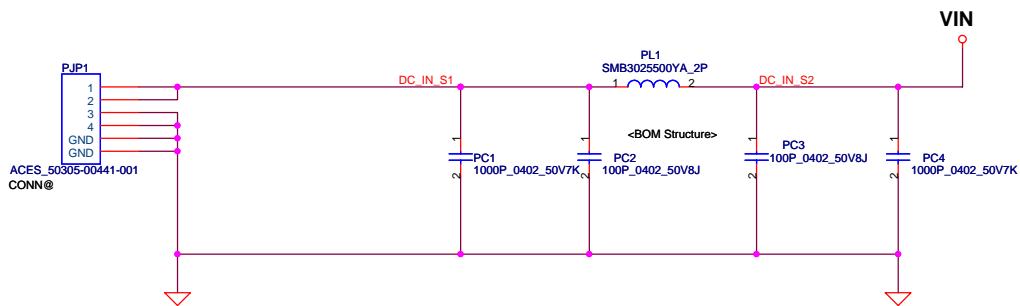 VIN
PJP1
1
2
3
4
GND
GND
ACES_50305-00441-001
CONN@
DC_IN_S1
PL1
SMB3025500YA_2P
1
2
DC_IN_S2
<BOM Structure>
1
2
PC1
1000P_0402_50V7K
1
2
PC2
100P_0402_50V8J
1
2
PC3
100P_0402_50V8J
1
2
PC4
1000P_0402_50V7K